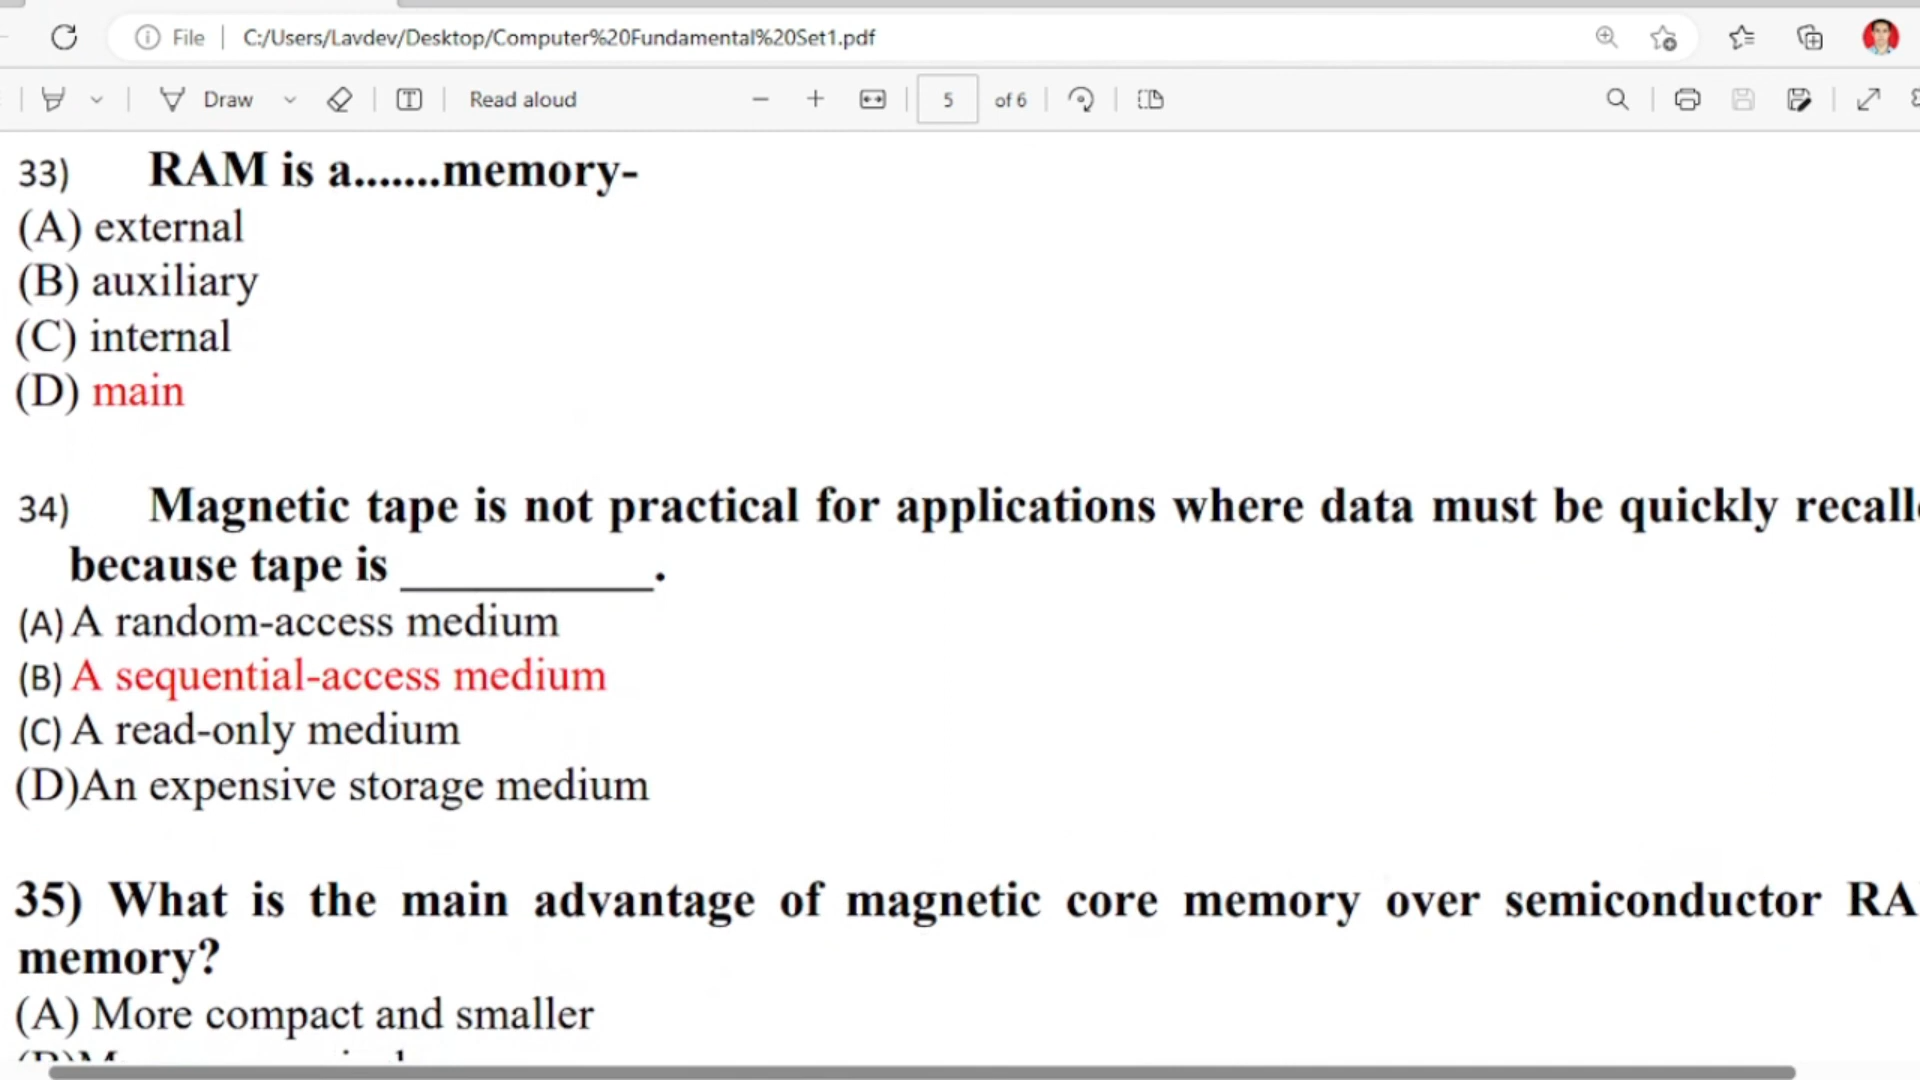 File C:/Users/Lavdev/Desktop/Computer%20Fundamental%20Set1.pdf
Draw Read aloud 5 of 6
33) RAM is a.......memory-
(A) external
(B) auxiliary
(C) internal
(D) main
34) Magnetic tape is not practical for applications where data must be quickly
because tape is __________.
(A) A random-access medium
(B) A sequential-access medium
(C) A read-only medium
(D)An expensive storage medium
35) What is the main advantage of magnetic core memory over semiconductor RA
memory?
(A) More compact and smaller